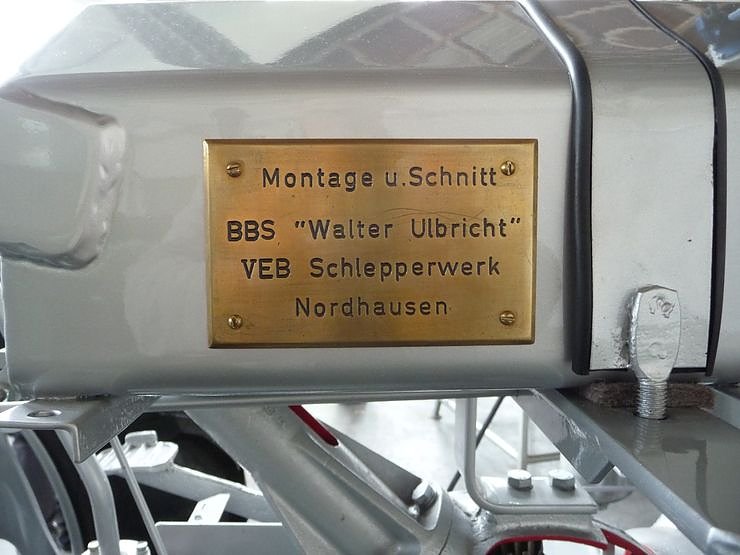 Montage u.Schnitt
BBS "Walter Ulbricht"
VEB Schlepperwerk
Nordhausen